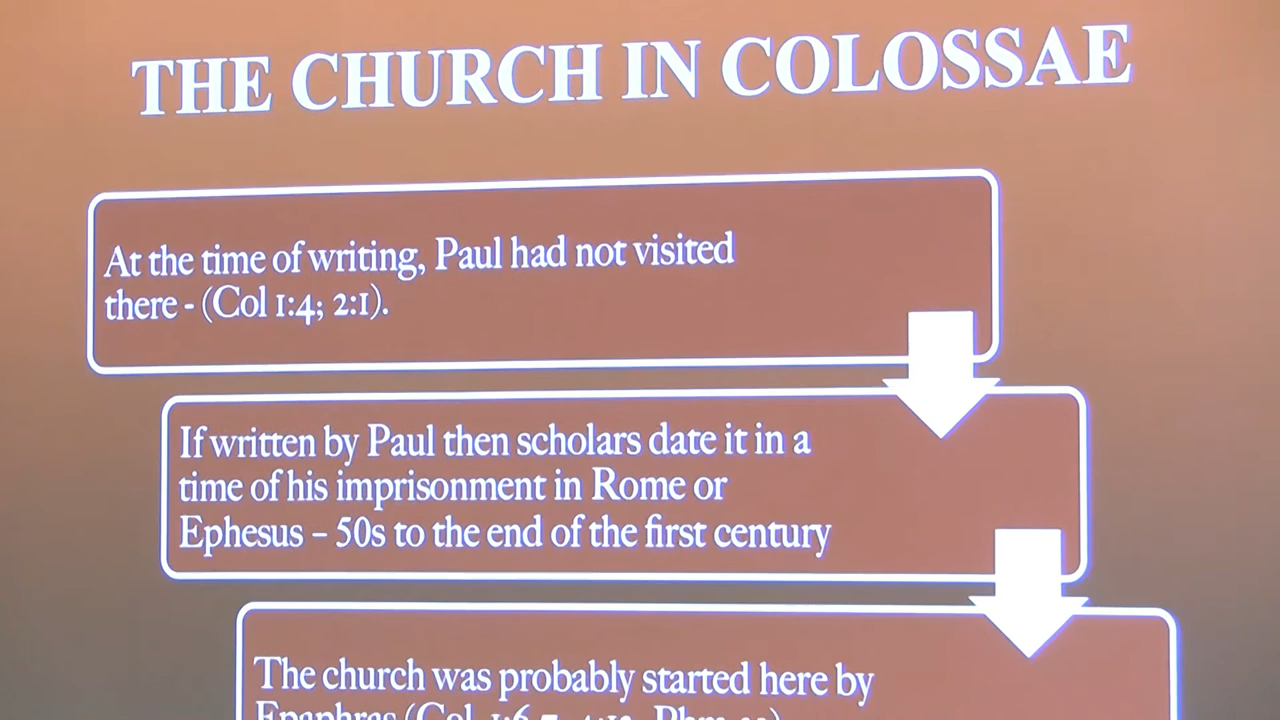 THE CHURCH IN COLOSSAE
At the time of writing, Paul had not visited
there - (Col 1:4; 2:1).
If written by Paul then scholars date it in a
time of his imprisonment in Rome or
Ephesus – 50s to the end of the first century
The church was probably started here by
Epaphras (Col